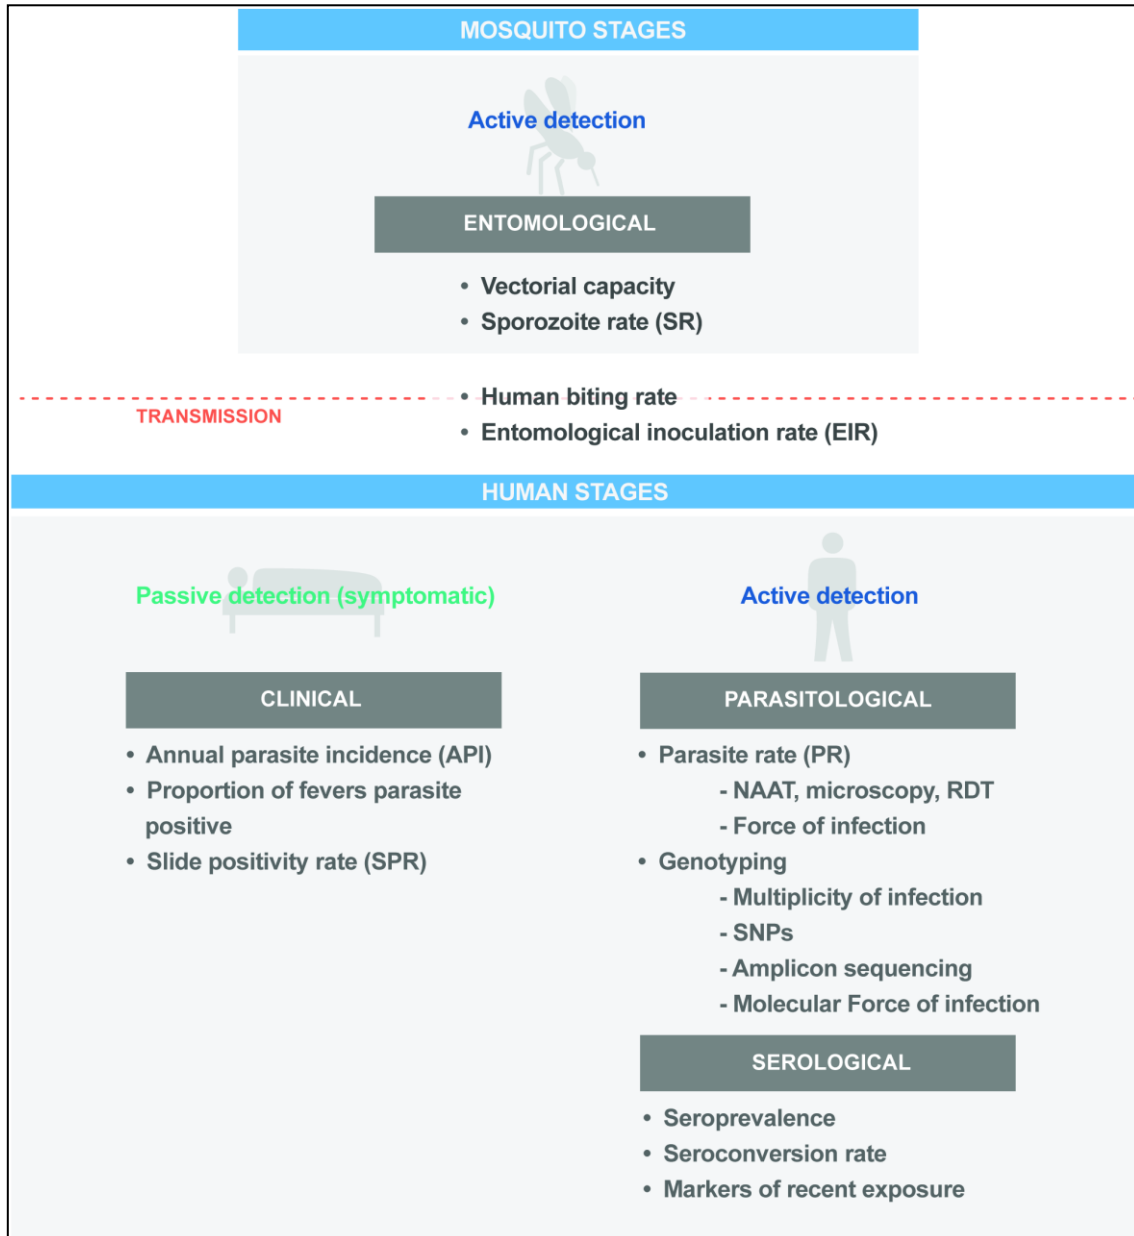 MOSQUITO STAGES
Active detection
ENTOMOLOGICAL
• Vectorial capacity
• Sporozoite rate (SR)
• Human biting rate
TRANSMISSION
• Entomological inoculation rate (EIR)
HUMAN STAGES
Passive detection (symptomatic)
CLINICAL
• Annual parasite incidence (API)
• Proportion of fevers parasite
positive
• Slide positivity rate (SPR)
Active detection
PARASITOLOGICAL
• Parasite rate (PR)
- NAAT, microscopy, RDT
- Force of infection
• Genotyping
- Multiplicity of infection
- SNPs
- Amplicon sequencing
- Molecular Force of infection
SEROLOGICAL
• Seroprevalence
• Seroconversion rate
• Markers of recent exposure